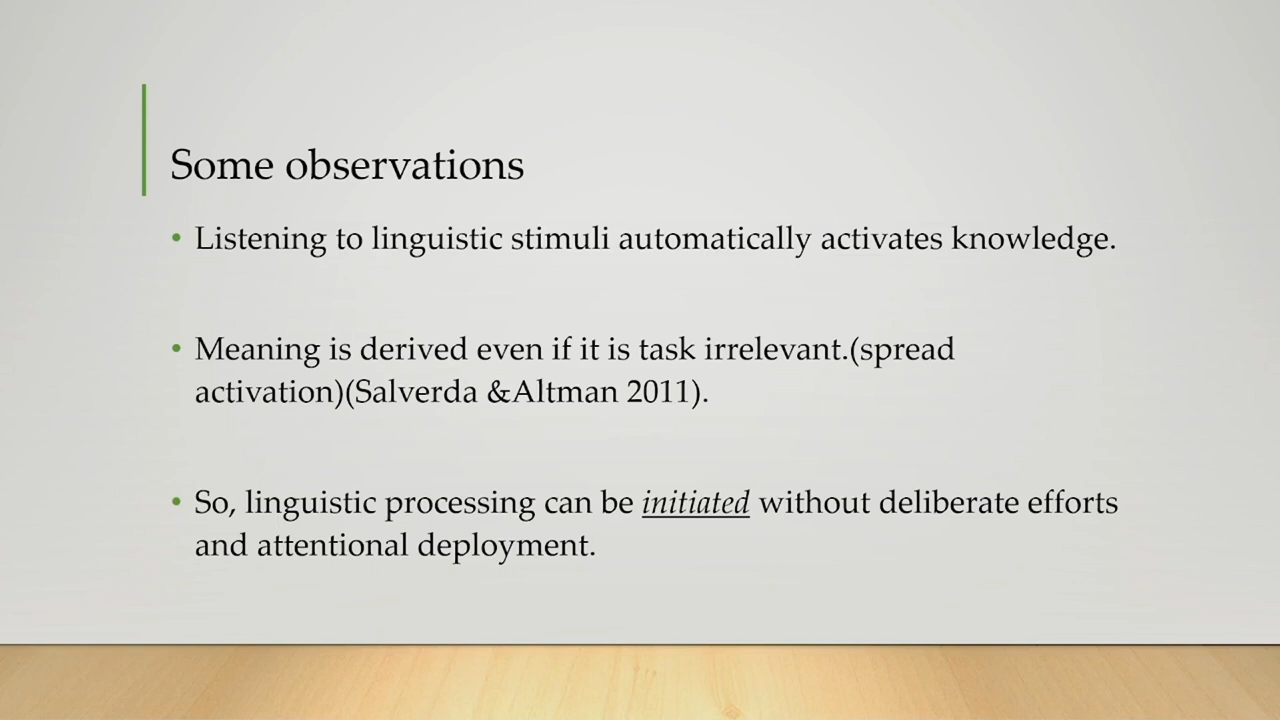 Some observations
• Listening to linguistic stimuli automatically activates knowledge.
• Meaning is derived even if it is task irrelevant.(spread
activation)(Salverda &Altman 2011).
• So, linguistic processing can be initiated without deliberate efforts
and attentional deployment.